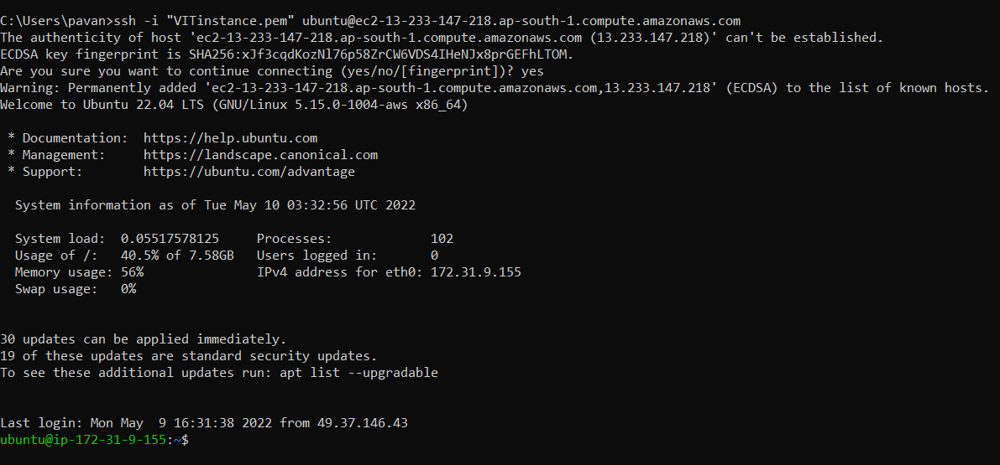 C:\Users\pavan>ssh -i "VITinstance.pem" ubuntu@ec2-13-233-147-218.ap-south-1.compute.amazonaws.com
The authenticity of host 'ec2-13-233-147-218.ap-south-1.compute.amazonaws.com (13.233.147.218)' can't be established.
ECDSA key fingerprint is SHA256:xJf3cqdKozNl76p58ZrCW6VDS4IHeNJx8prGEFhLTOM.
Are you sure you want to continue connecting (yes/no/[fingerprint])? yes
Warning: Permanently added 'ec2-13-233-147-218.ap-south-1.compute.amazonaws.com,13.233.147.218' (ECDSA) to the list of known hosts.
Welcome to Ubuntu 22.04 LTS (GNU/Linux 5.15.0-1004-aws x86_64)

 * Documentation:  https://help.ubuntu.com
 * Management:     https://landscape.canonical.com
 * Support:        https://ubuntu.com/advantage

  System information as of Tue May 10 03:32:56 UTC 2022

  System load:  0.05517578125     Processes:             102
  Usage of /:   40.5% of 7.58GB   Users logged in:       0
  Memory usage: 56%               IPv4 address for eth0: 172.31.9.155
  Swap usage:   0%

30 updates can be applied immediately.
19 of these updates are standard security updates.
To see these additional updates run: apt list --upgradable

Last login: Mon May  9 16:31:38 2022 from 49.37.146.43
ubuntu@ip-172-31-9-155:~$